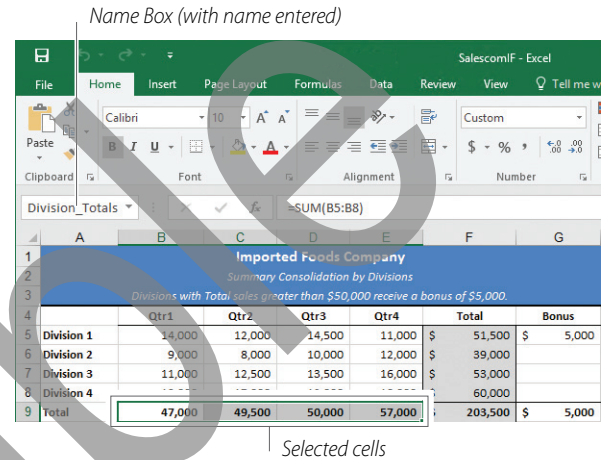 Name Box (with name entered)
SalescomIF - Excel
File Home Insert Page Layout Formulas Data Review View Tell me w
Calibri 10 A A Custom
Paste B I U A $ % , .0 .00 .00 .0
Clipboard Font Alignment Number
Division_Totals fx =SUM(B5:B8)
A B C D E F G
1 Imported Foods Company
2 Summary Consolidation by Divisions
3 Divisions with Total sales greater than $50,000 receive a bonus of $5,000.
4 Qtr1 Qtr2 Qtr3 Qtr4 Total Bonus
5 Division 1 14,000 12,000 14,500 11,000 $ 51,500 $ 5,000
6 Division 2 9,000 8,000 10,000 12,000 $ 39,000
7 Division 3 11,000 12,500 13,500 16,000 $ 53,000
8 Division 4 60,000
9 Total 47,000 49,500 50,000 57,000 203,500 $ 5,000
Selected cells